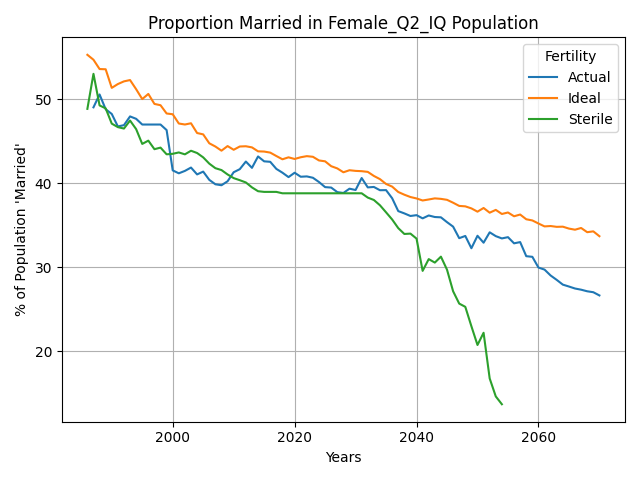 Proportion Married in Female_Q2_IQ Population
% of Population 'Married'
50
40
30
20
Fertility
Actual
Ideal
Sterile
2000
2020
2040
2060
Years